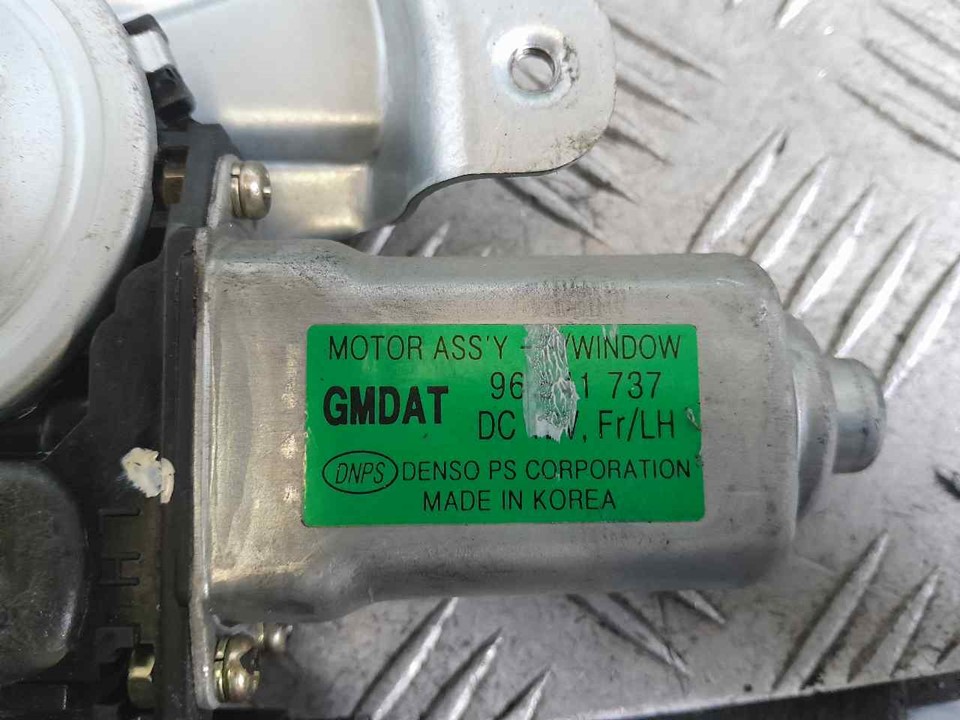 MOTOR ASS'Y - /WINDOW
GMDAT
96 1 737
DC V, Fr/LH
DNPS DENSO PS CORPORATION
MADE IN KOREA